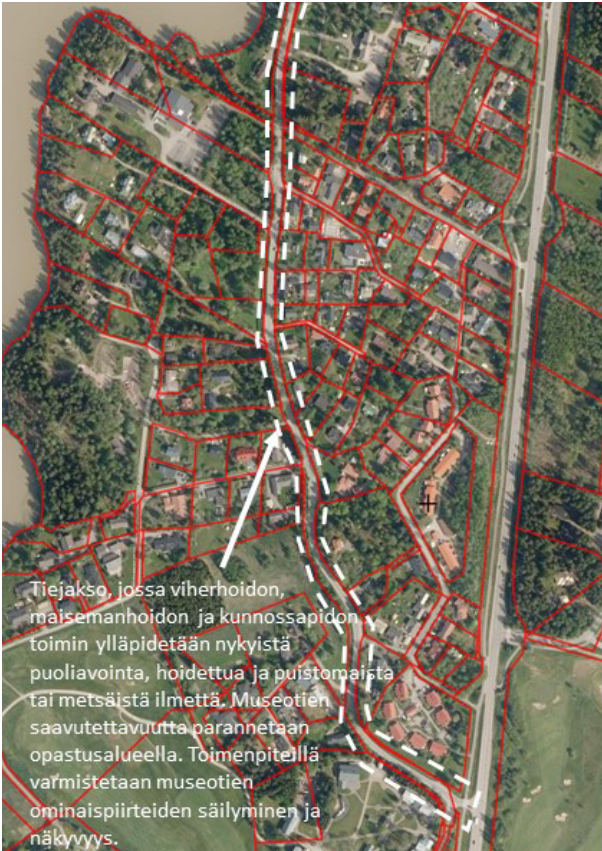 Tiejakso, jossa viherhoidon,
maisemanhoidon ja kunnossapidon
toimin ylläpidetään nykyistä
puoliavointa, hoidettua ja puistomaista
tai metsäistä ilmettä. Museotien
saavutettavuutta parannetaan
opastusalueella. Toimenpiteillä
varmistetaan museotien
ominaispiirteiden säilyminen ja
näkyvyys.